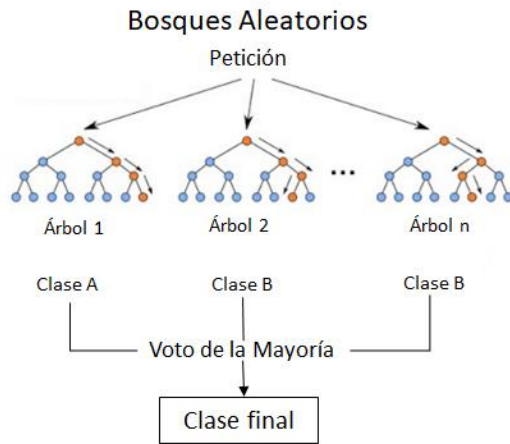 Bosques Aleatorios
Petición
...
Árbol 1 Árbol 2 Árbol n
Clase A Clase B Clase B
Voto de la Mayoría
Clase final